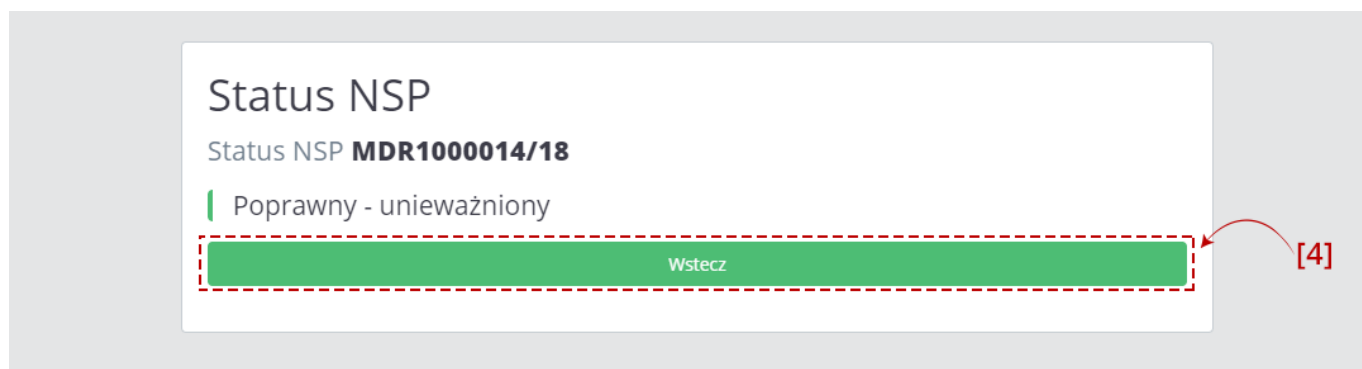 Status NSP
Status NSP MDR1000014/18
Poprawny - unieważniony
Wstecz
[4]